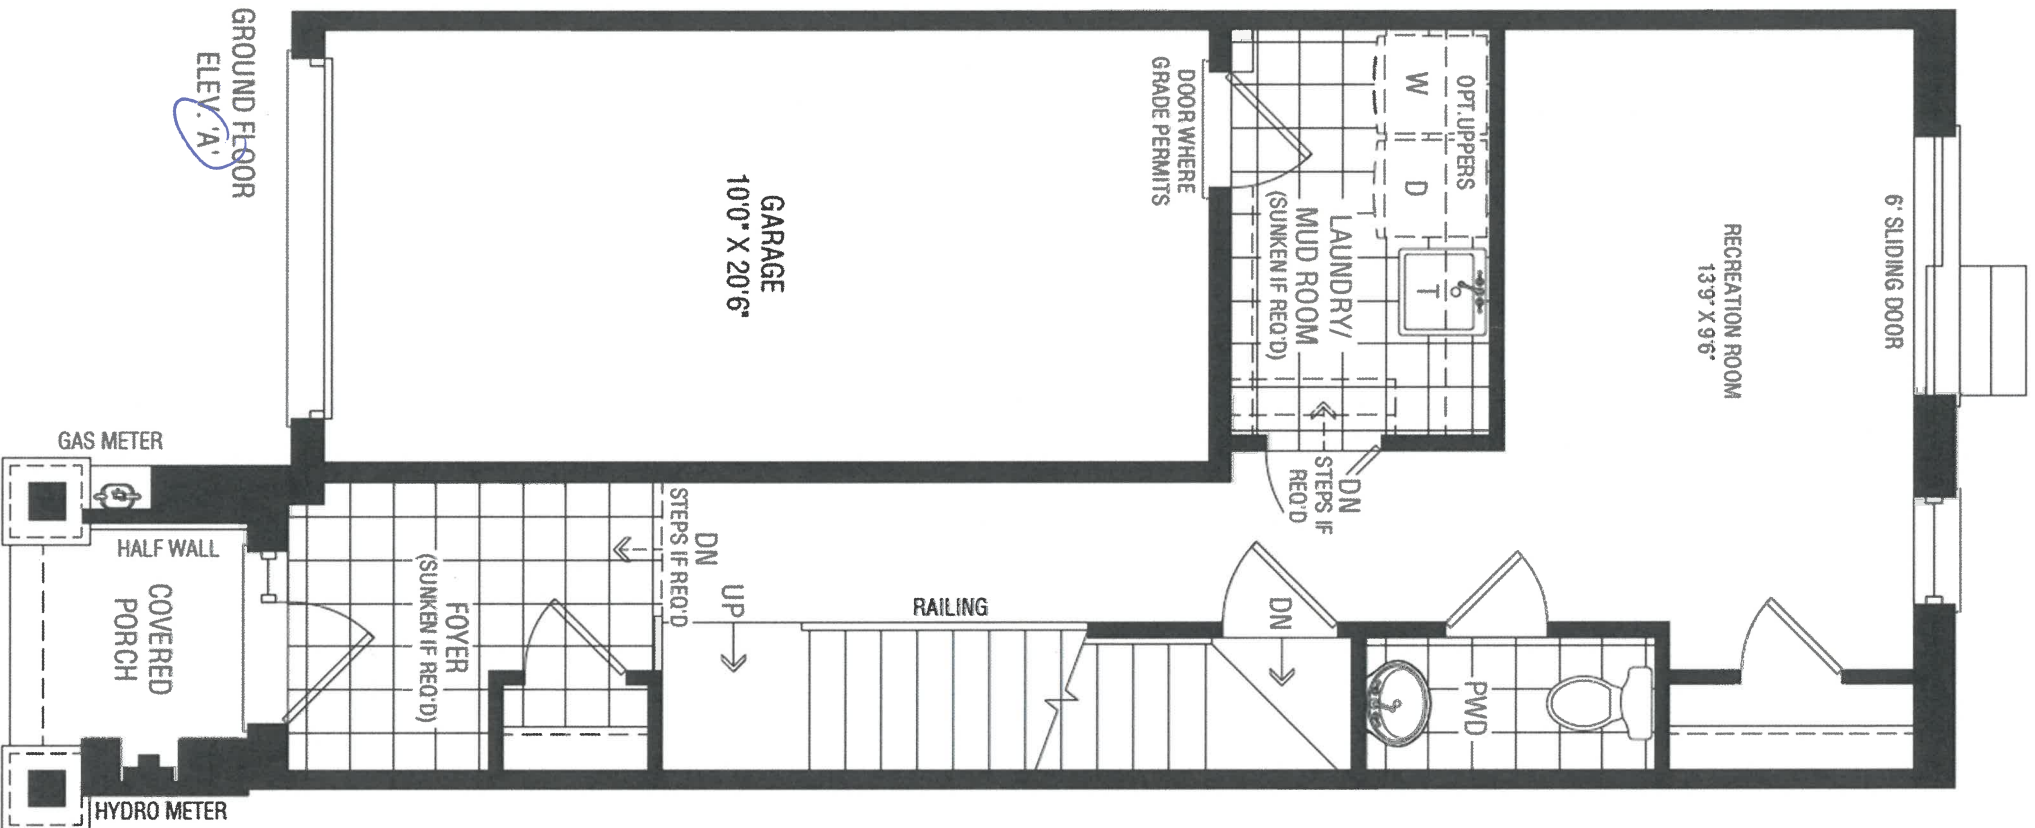 GROUND FLOOR
ELEV. 'A'
GARAGE
10'0" X 20'6"
DOOR WHERE
GRADE PERMITS
W
D
OPT.UPPERS
LAUNDRY/
MUD ROOM
(SUNKEN IF REQ'D)
T
6' SLIDING DOOR
RECREATION ROOM
13'9" X 9'6"
DN
STEPS IF
REQ'D
GAS METER
HALF WALL
COVERED
PORCH
FOYER
(SUNKEN IF REQ'D)
DN
STEPS IF REQ'D
UP
RAILING
DN
PWD
HYDRO METER